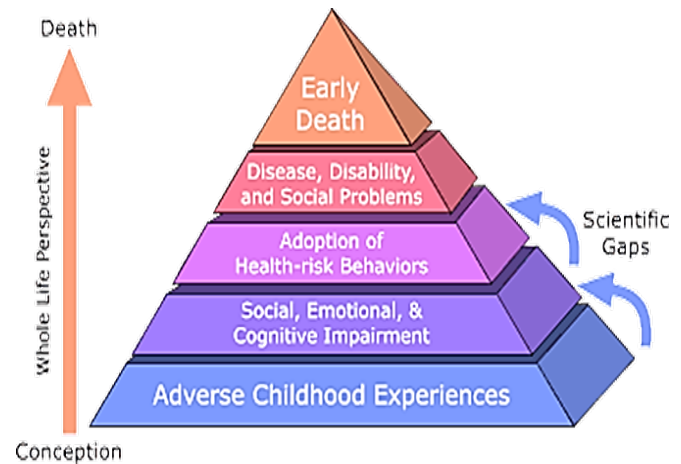 Death
Whole Life Perspective
Conception
Early
Death
Disease, Disability,
and Social Problems
Adoption of
Health-risk Behaviors
Social, Emotional, &
Cognitive Impairment
Adverse Childhood Experiences
Scientific
Gaps